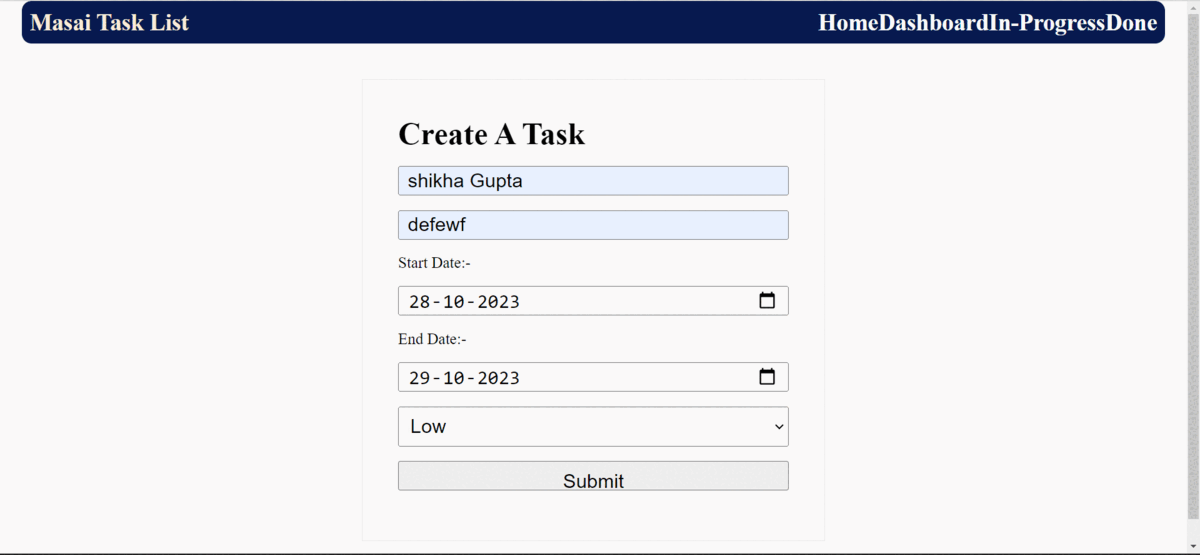 Masai Task List HomeDashboardIn-ProgressDone
Create A Task
shikha Gupta
defewf
Start Date:-
28-10-2023
End Date:-
29-10-2023
Low
Submit